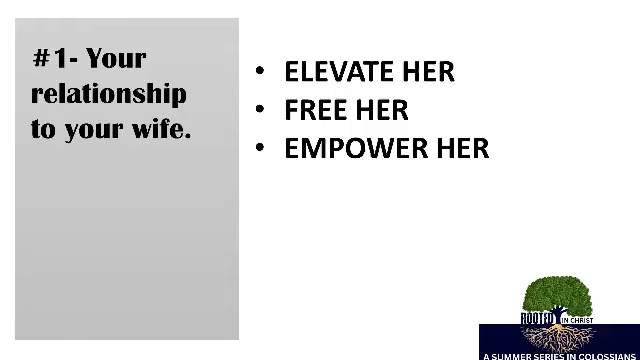 #1- Your
relationship
to your wife.
• ELEVATE HER
• FREE HER
• EMPOWER HER
ROOTED IN CHRIST
A SUMMER SERIES IN COLOSSIANS